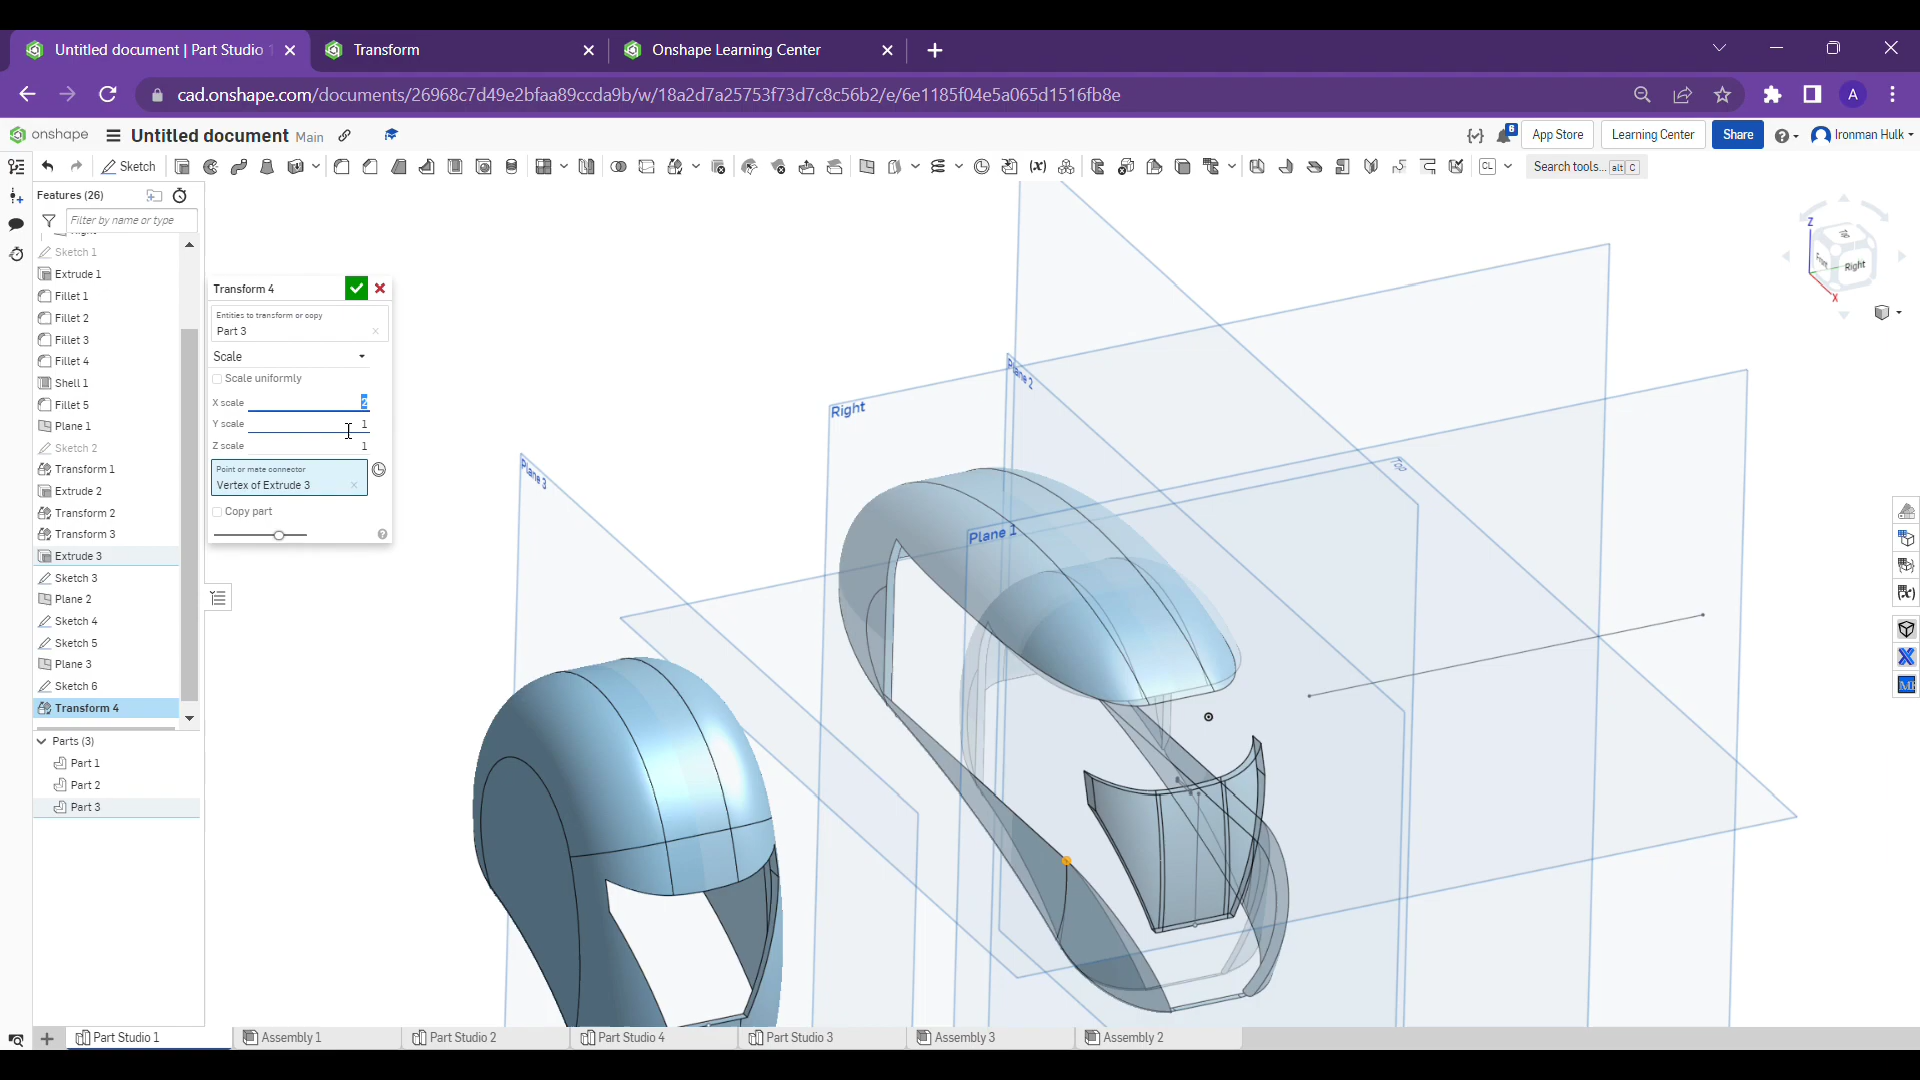 Untitled document | Part Studio 1
Transform
Onshape Learning Center
cad.onshape.com/documents/26968c7d49e2bfaa89ccda9b/w/18a2d7a25753f73d7c8c56b2/e/6e1185f04e5a065d1516fb8e
A
onshape
Untitled document Main
6
App Store
Learning Center
Share
Ironman Hulk
Sketch
CL
Search tools... alt C
Features (26)
Filter by name or type
Sketch 1
Extrude 1
Fillet 1
Fillet 2
Fillet 3
Fillet 4
Shell 1
Fillet 5
Plane 1
Sketch 2
Transform 1
Extrude 2
Transform 2
Transform 3
Extrude 3
Sketch 3
Plane 2
Sketch 4
Sketch 5
Plane 3
Sketch 6
Transform 4
Parts (3)
Part 1
Part 2
Part 3
Transform 4
Entities to transform or copy
Part 3
Scale
Scale uniformly
X scale 2
Y scale 1
Z scale 1
Point or mate connector
Vertex of Extrude 3
Copy part
Plane 2
Right
Plane 3
Top
Plane 1
Z
Top
Front
Right
X
Part Studio 1
Assembly 1
Part Studio 2
Part Studio 4
Part Studio 3
Assembly 3
Assembly 2